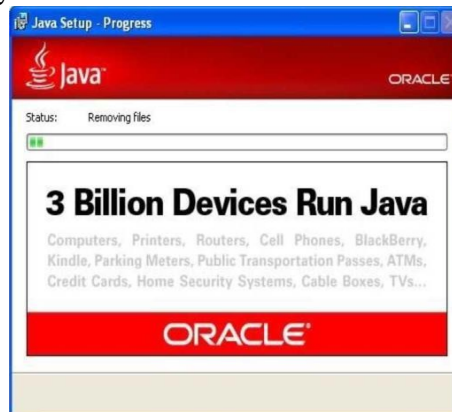 Java Setup - Progress
Java
ORACLE
Status: Removing files
3 Billion Devices Run Java
Computers, Printers, Routers, Cell Phones, BlackBerry,
Kindle, Parking Meters, Public Transportation Passes, ATMs,
Credit Cards, Home Security Systems, Cable Boxes, TVs...
ORACLE